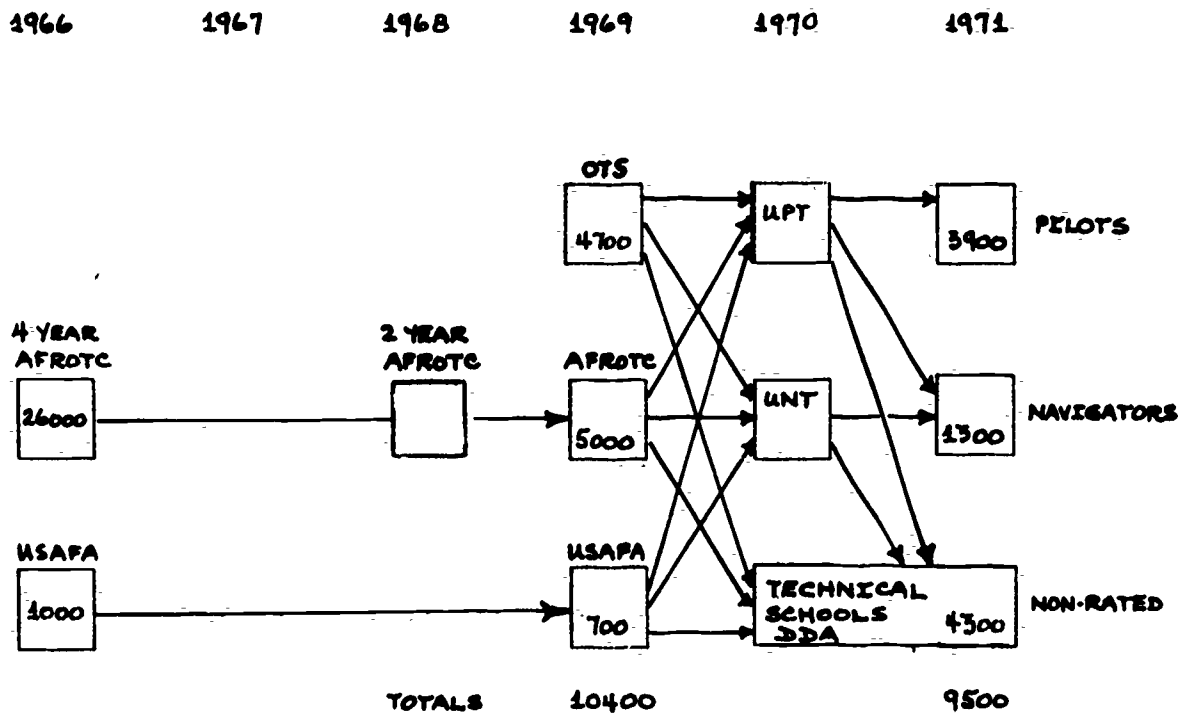 1966 1967 1968 1969 1970 1971
OTS
4700
UPT
3900
PILOTS
4 YEAR
AFROTC
26000
2 YEAR
AFROTC
AFROTC
5000
UNT
1300
NAVIGATORS
USAFA
1000
USAFA
700
TECHNICAL
SCHOOLS
DDA
4300
NON-RATED
TOTALS 10400 9500